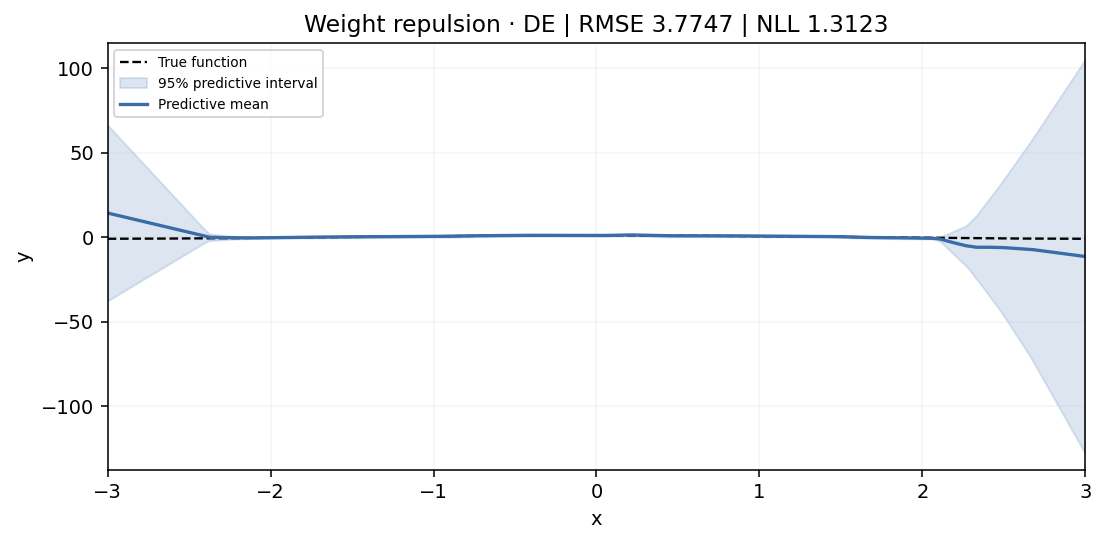 Weight repulsion · DE | RMSE 3.7747 | NLL 1.3123
True function
95% predictive interval
Predictive mean
100
50
0
−50
−100
y
−3
−2
−1
0
1
2
3
x